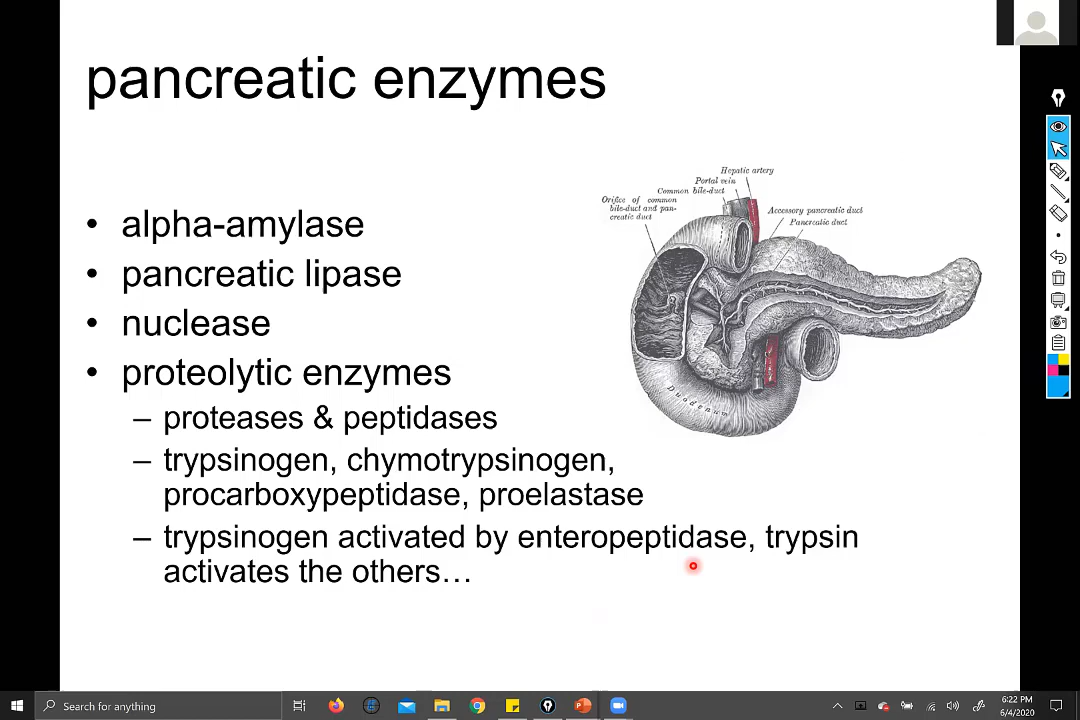 pancreatic enzymes
Hepatic artery
Portal vein
Common bile-duct
Orifice of common
bile-duct and pan-
creatic duct
Accessory pancreatic duct
Pancreatic duct
Duodenum
• alpha-amylase
• pancreatic lipase
• nuclease
• proteolytic enzymes
– proteases & peptidases
– trypsinogen, chymotrypsinogen,
procarboxypeptidase, proelastase
– trypsinogen activated by enteropeptidase, trypsin
activates the others…
Search for anything
6:22 PM
6/4/2020